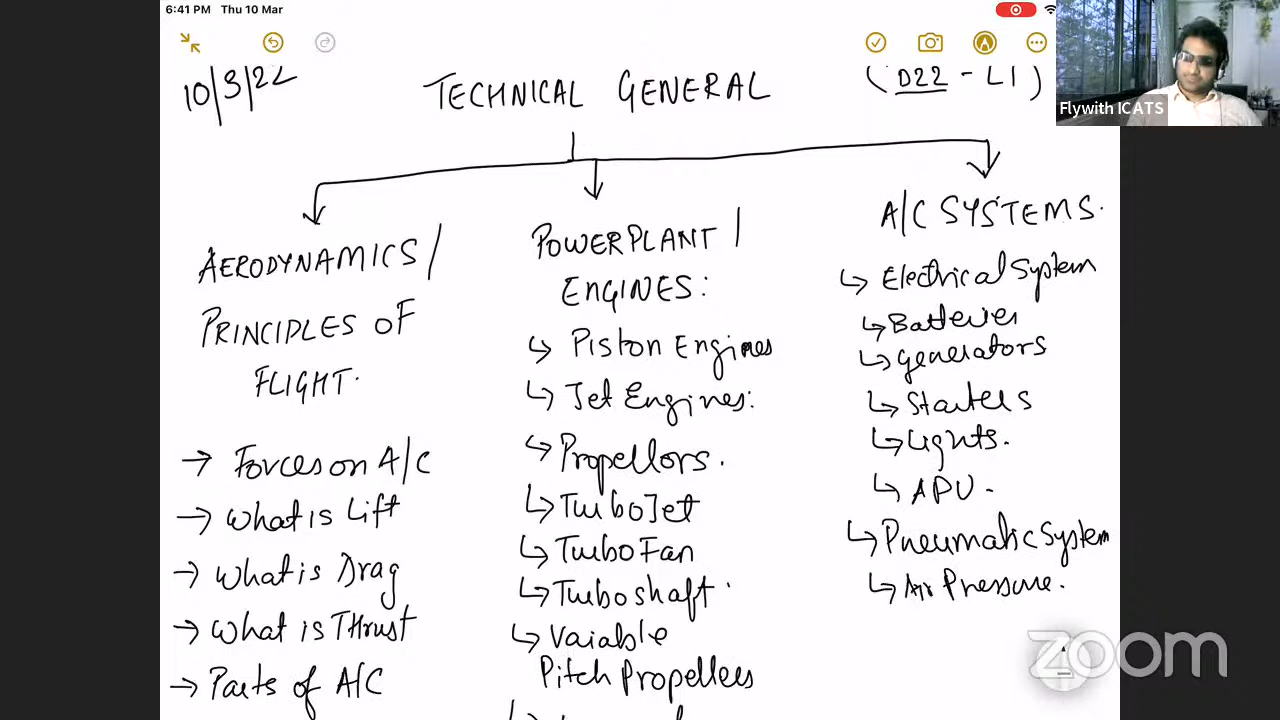 6:41 PM Thu 10 Mar
10/3/22
TECHNICAL GENERAL
(D22 - L1)
Flywith ICATS
AERODYNAMICS/
PRINCIPLES OF
FLIGHT.
→ Forces on A/C
→ What is Lift
→ What is Drag
→ What is Thrust
→ Parts of A/C
POWERPLANT/
ENGINES:
↳ Piston Engines
↳ Jet Engines:
↳ Propellors.
↳ TurboJet
↳ TurboFan
↳ Turboshaft.
↳ Vaiable
Pitch Propellers
A/C SYSTEMS.
↳ Electrical System
↳ Batteries
↳ Generators
↳ Starters
↳ Lights.
↳ APU.
↳ Pneumatic System
↳ Air Pressure.
zoom